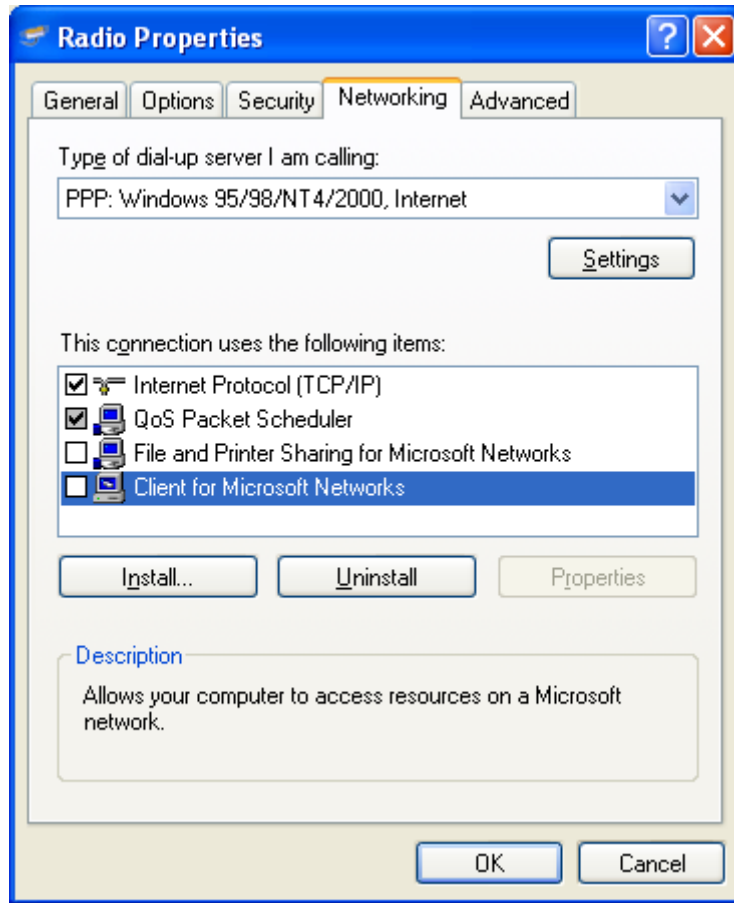 Radio Properties
General Options Security Networking Advanced
Type of dial-up server I am calling:
PPP: Windows 95/98/NT4/2000, Internet
Settings
This connection uses the following items:
Internet Protocol (TCP/IP)
QoS Packet Scheduler
File and Printer Sharing for Microsoft Networks
Client for Microsoft Networks
Install... Uninstall Properties
Description
Allows your computer to access resources on a Microsoft
network.
OK Cancel